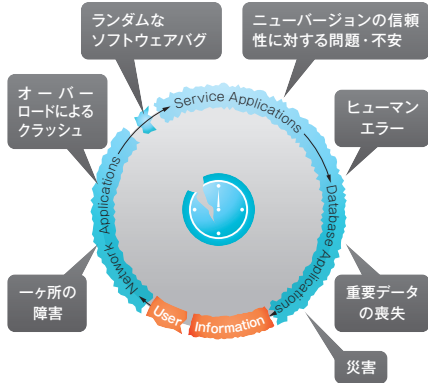 ランダムな
ソフトウェアバグ
ニューバージョンの信頼
性に対する問題・不安
オーバー
ロードによる
クラッシュ
ヒューマン
エラー
Service Applications
Network Applications
Database Applications
一ヶ所の
障害
重要データ
の喪失
User
Information
災害